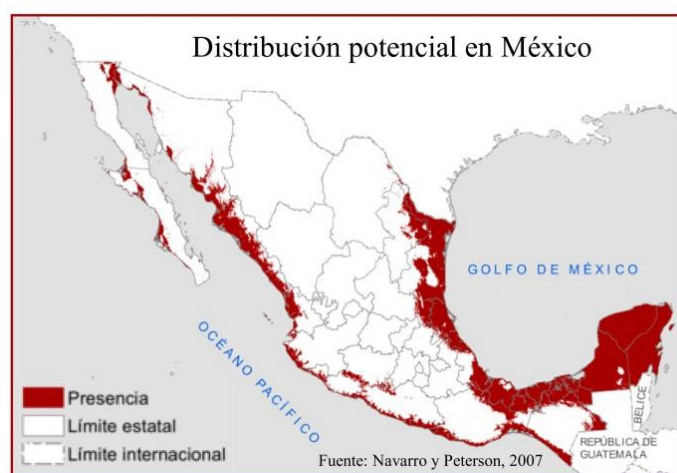 Distribución potencial en México
GOLFO DE MÉXICO
OCÉANO PACÍFICO
Presencia
Límite estatal
Límite internacional
BELICE
REPÚBLICA DE
GUATEMALA
Fuente: Navarro y Peterson, 2007